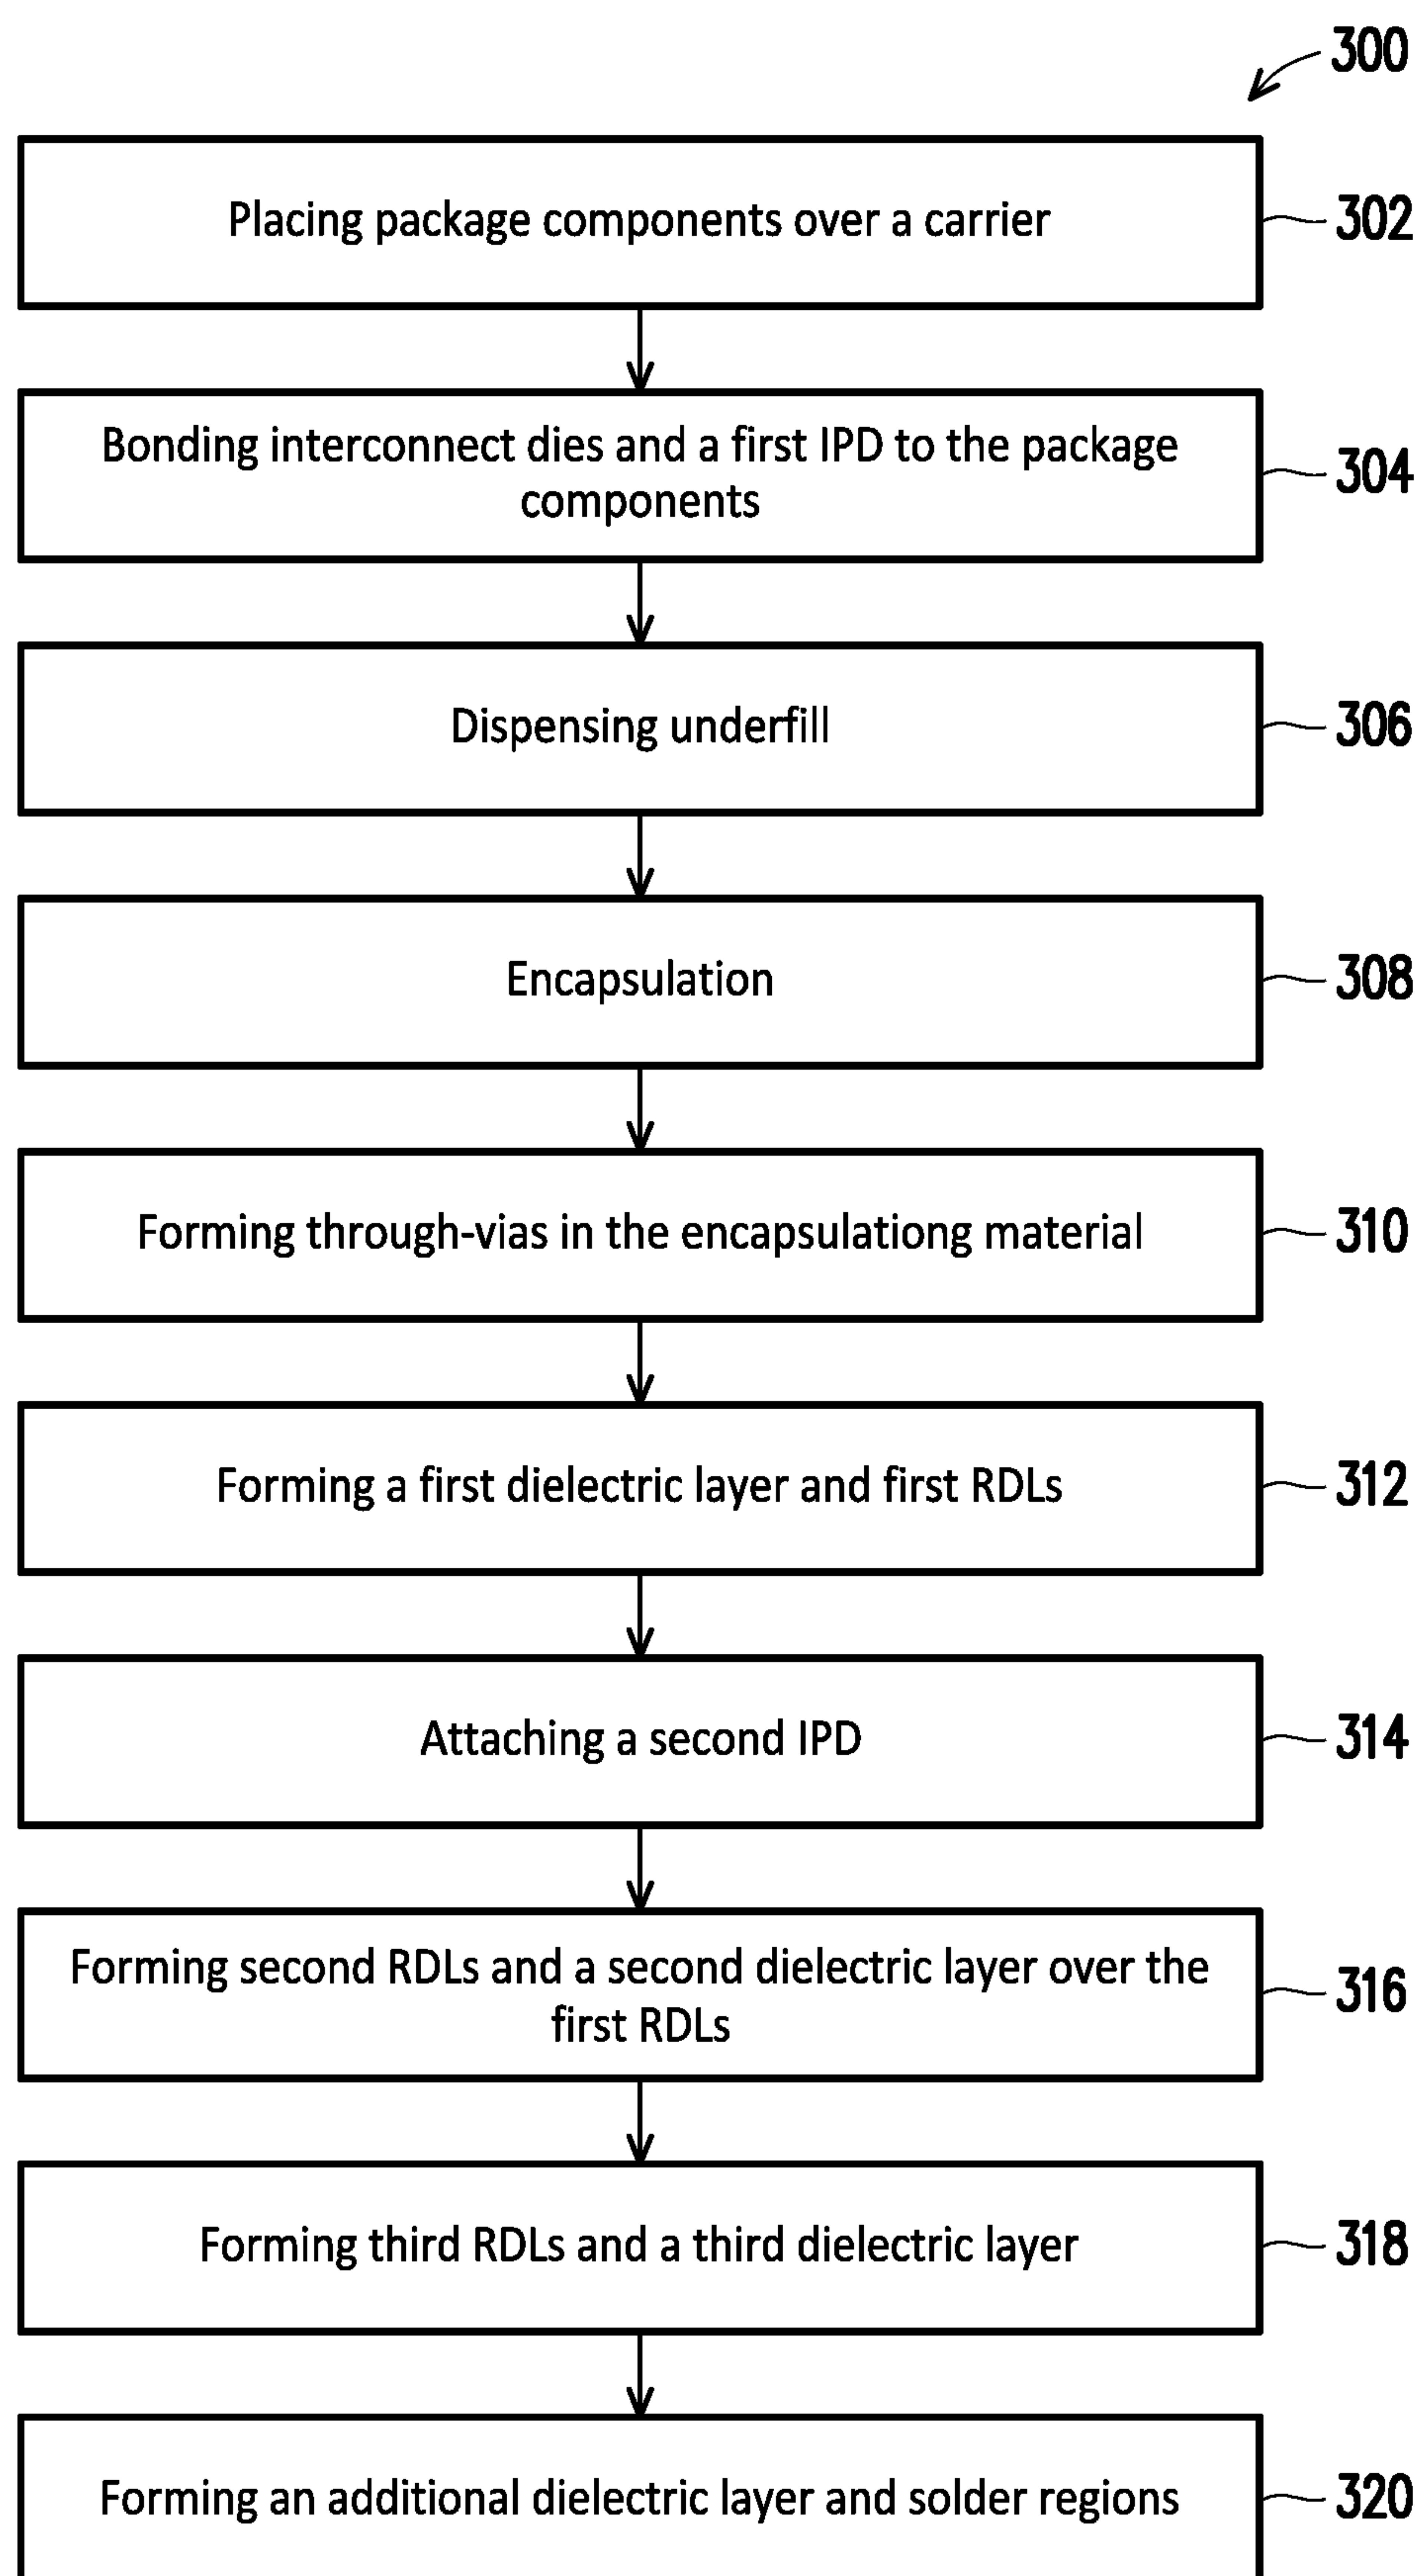 300
Placing package components over a carrier
302
Bonding interconnect dies and a first IPD to the package
components
304
Dispensing underfill
306
Encapsulation
308
Forming through-vias in the encapsulationg material
310
Forming a first dielectric layer and first RDLs
312
Attaching a second IPD
314
Forming second RDLs and a second dielectric layer over the
first RDLs
316
Forming third RDLs and a third dielectric layer
318
Forming an additional dielectric layer and solder regions
320